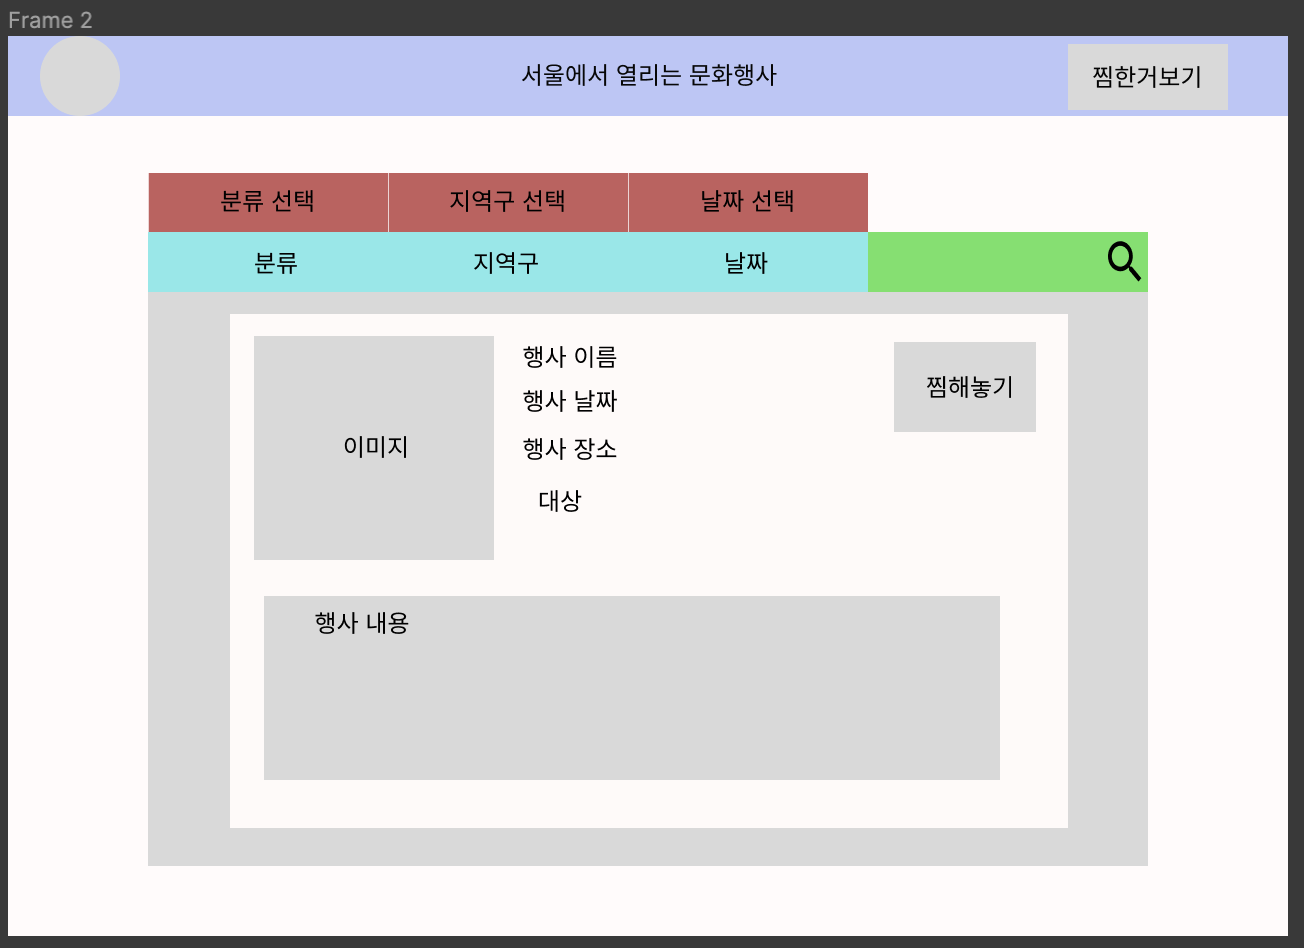 Frame 2
서울에서 열리는 문화행사
찜한거보기
분류 선택
지역구 선택
날짜 선택
분류
지역구
날짜
이미지
행사 이름
행사 날짜
행사 장소
대상
찜해놓기
행사 내용